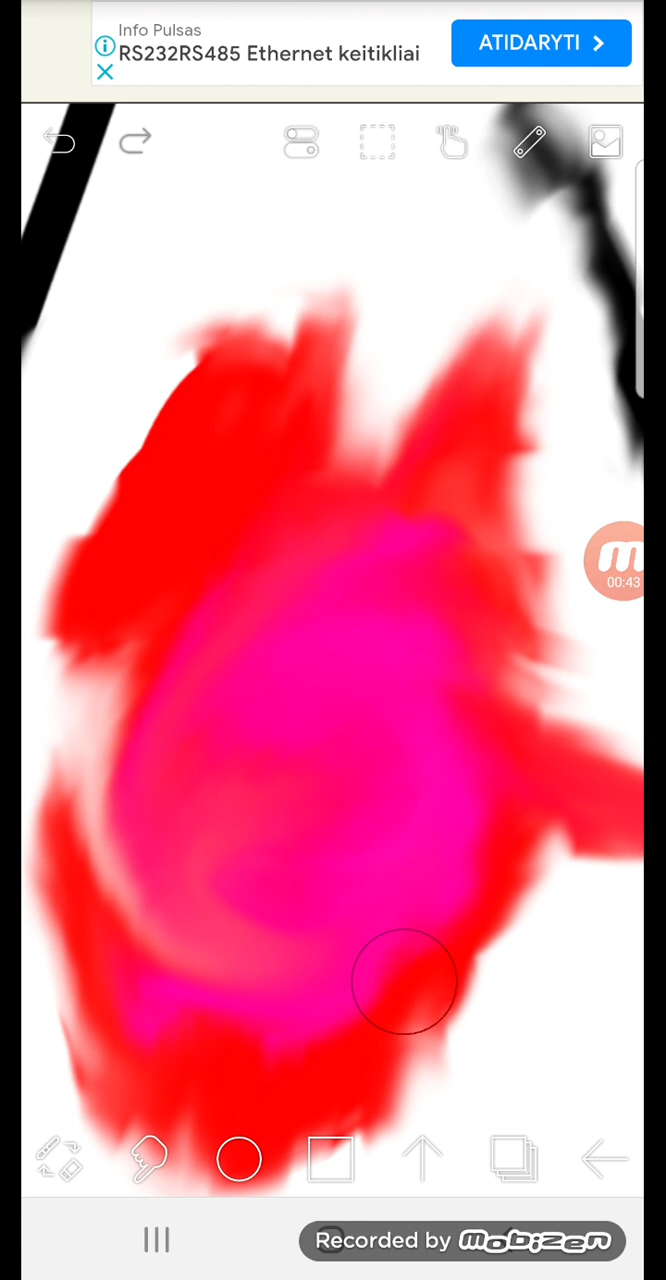 Info Pulsas
RS232RS485 Ethernet keitikliai
ATIDARYTI
00:43
Recorded by mobizen